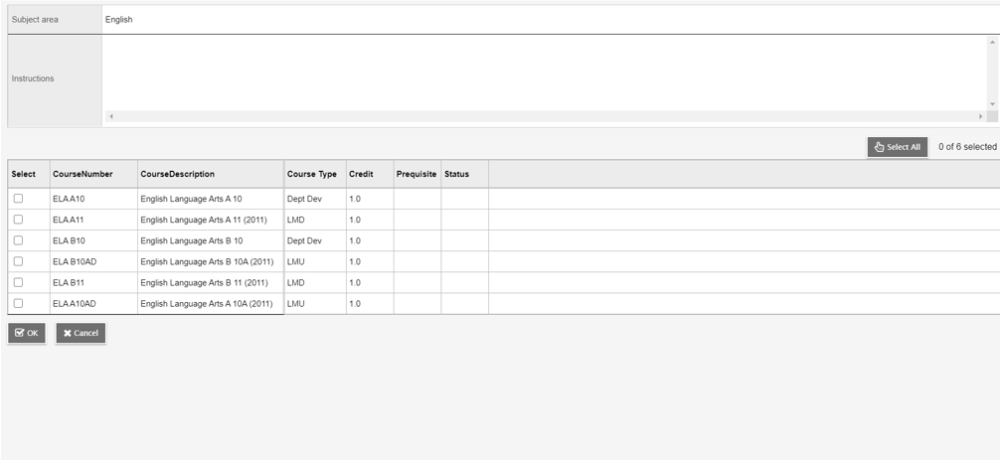 Subject area English
Instructions
Select All 0 of 6 selected
Select CourseNumber CourseDescription Course Type Credit Prequisite Status
ELA A10 English Language Arts A 10 Dept Dev 1.0
ELA A11 English Language Arts A 11 (2011) LMD 1.0
ELA B10 English Language Arts B 10 Dept Dev 1.0
ELA B10AD English Language Arts B 10A (2011) LMU 1.0
ELA B11 English Language Arts B 11 (2011) LMD 1.0
ELA A10AD English Language Arts A 10A (2011) LMU 1.0
OK Cancel